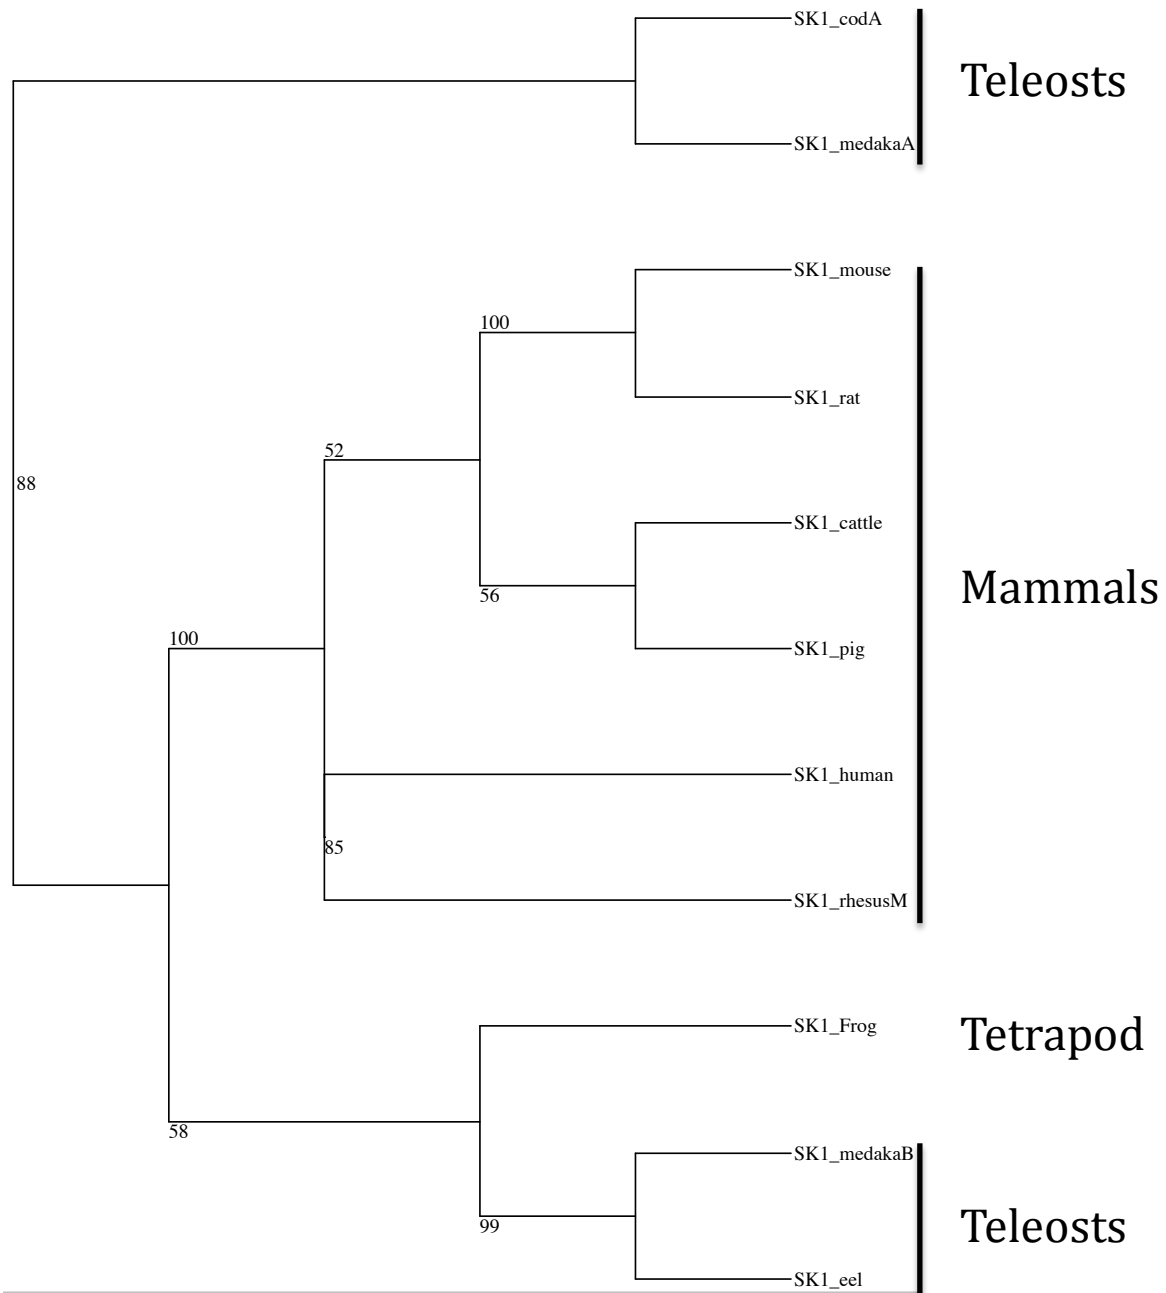 SK1_codA
Teleosts
SK1_medakaA
SK1_mouse
100
SK1_rat
52
88
SK1_cattle
Mammals
56
100
SK1_pig
SK1_human
85
SK1_rhesusM
SK1_Frog
Tetrapod
58
SK1_medakaB
99
Teleosts
SK1_eel